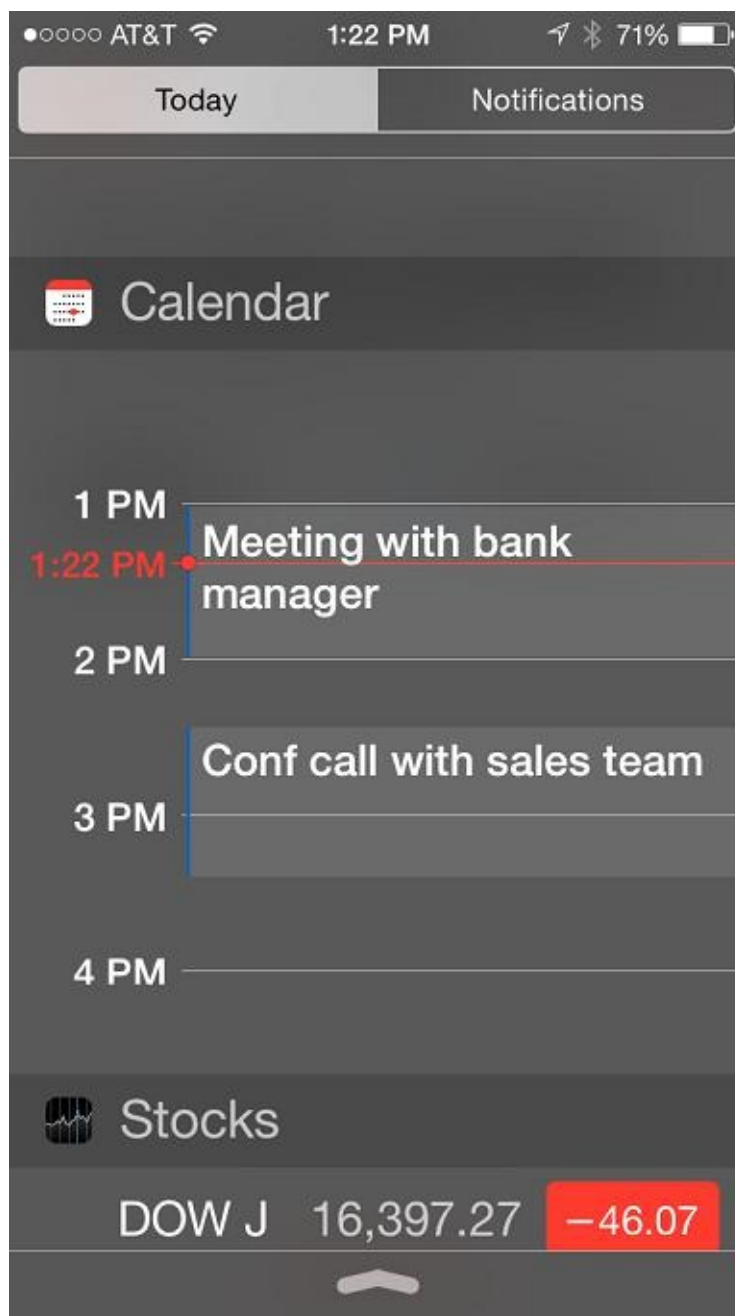 AT&T 1:22 PM 71%
Today Notifications
Calendar
1 PM
1:22 PM
Meeting with bank
manager
2 PM
Conf call with sales team
3 PM
4 PM
Stocks
DOW J 16,397.27 −46.07